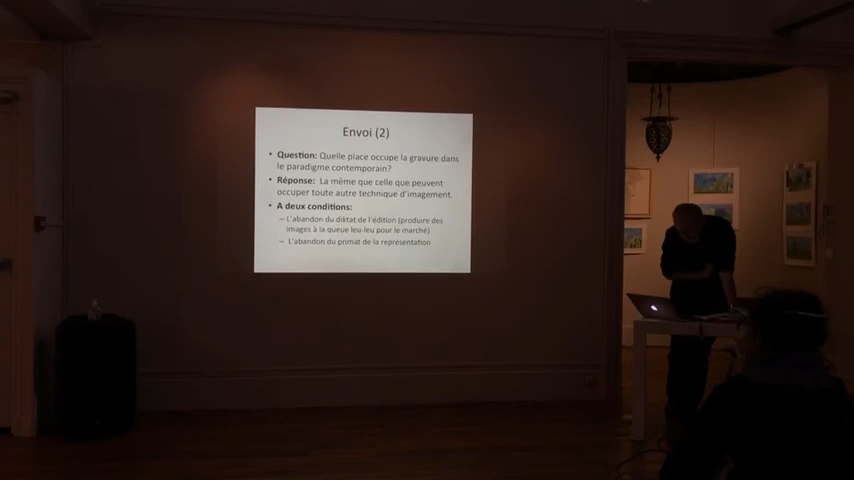 Envoi (2)
• Question: Quelle place occupe la gravure dans
le paradigme contemporain?
• Réponse: La même que celle que peuvent
occuper toute autre technique d'imagement.
• A deux conditions:
– L'abandon du diktat de l'édition (produire des
images à la queue leu-leu pour le marché)
– L'abandon du primat de la représentation